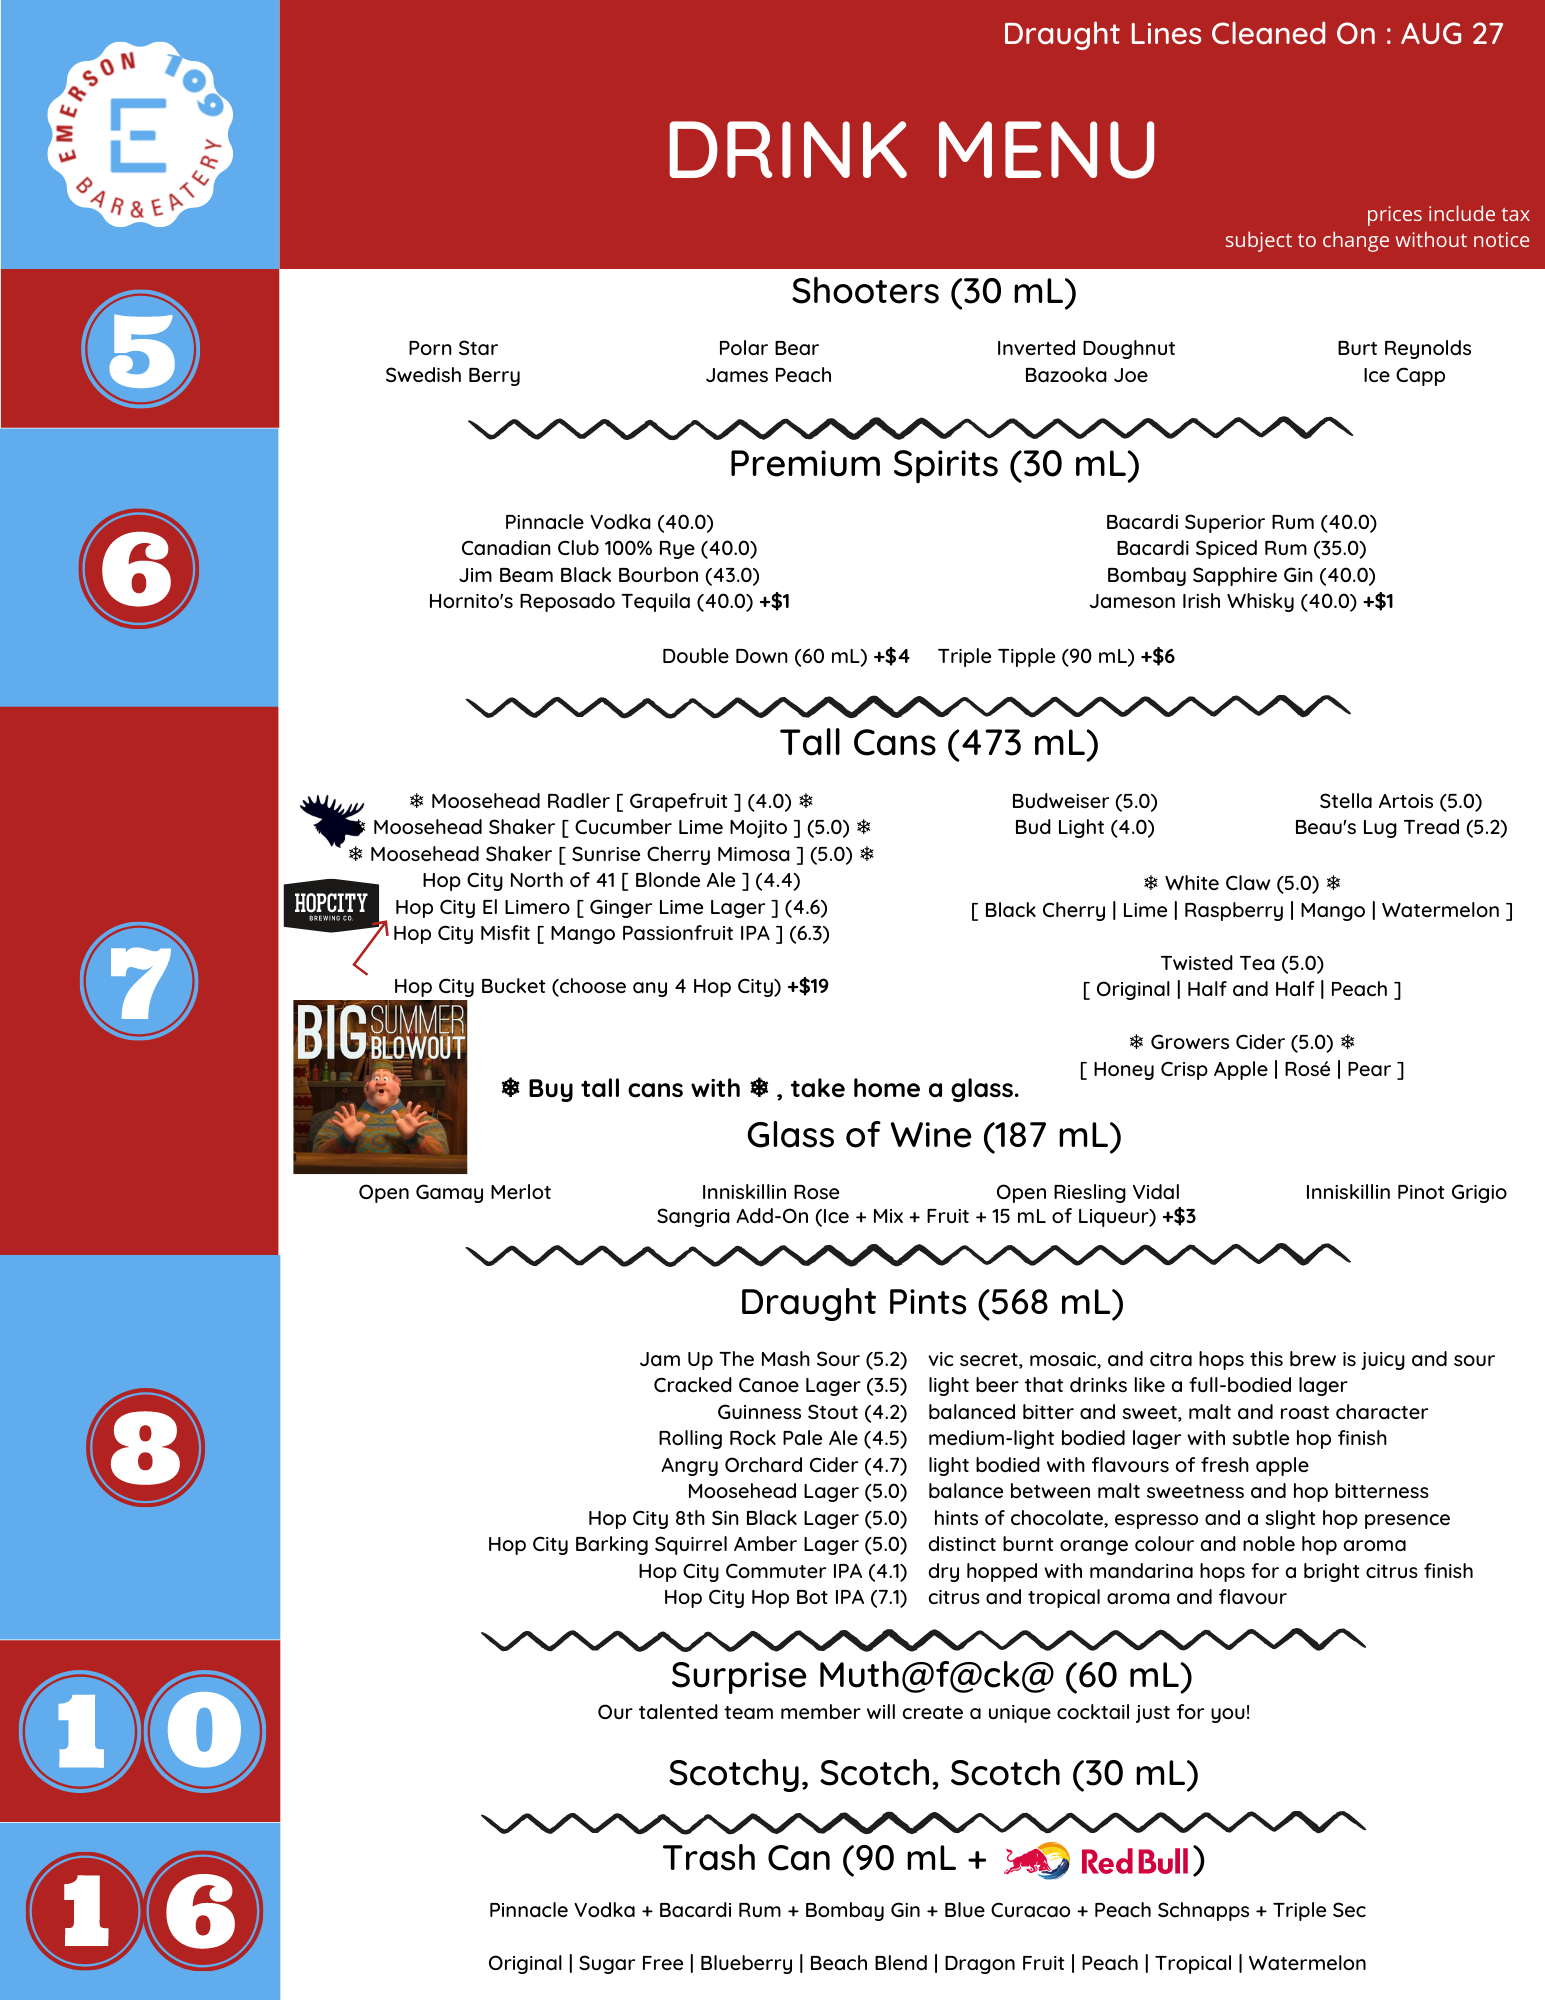 EMERSON 109
E
BAR & EATERY
Draught Lines Cleaned On : AUG 27
DRINK MENU
prices include tax
subject to change without notice
5
Shooters (30 mL)
Porn Star Polar Bear Inverted Doughnut Burt Reynolds
Swedish Berry James Peach Bazooka Joe Ice Capp
6
Premium Spirits (30 mL)
Pinnacle Vodka (40.0) Bacardi Superior Rum (40.0)
Canadian Club 100% Rye (40.0) Bacardi Spiced Rum (35.0)
Jim Beam Black Bourbon (43.0) Bombay Sapphire Gin (40.0)
Hornito's Reposado Tequila (40.0) +$1 Jameson Irish Whisky (40.0) +$1
Double Down (60 mL) +$4 Triple Tipple (90 mL) +$6
7
Tall Cans (473 mL)
❄ Moosehead Radler [ Grapefruit ] (4.0) ❄
❄ Moosehead Shaker [ Cucumber Lime Mojito ] (5.0) ❄
❄ Moosehead Shaker [ Sunrise Cherry Mimosa ] (5.0) ❄
Hop City North of 41 [ Blonde Ale ] (4.4)
HOPCITY
BREWING CO.
Hop City El Limero [ Ginger Lime Lager ] (4.6)
Hop City Misfit [ Mango Passionfruit IPA ] (6.3)
Hop City Bucket (choose any 4 Hop City) +$19
Budweiser (5.0) Stella Artois (5.0)
Bud Light (4.0) Beau's Lug Tread (5.2)
❄ White Claw (5.0) ❄
[ Black Cherry | Lime | Raspberry | Mango | Watermelon ]
Twisted Tea (5.0)
[ Original | Half and Half | Peach ]
❄ Growers Cider (5.0) ❄
[ Honey Crisp Apple | Rosé | Pear ]
BIG SUMMER
BLOWOUT
❄ Buy tall cans with ❄ , take home a glass.
Glass of Wine (187 mL)
Open Gamay Merlot Inniskillin Rose Open Riesling Vidal Inniskillin Pinot Grigio
Sangria Add-On (Ice + Mix + Fruit + 15 mL of Liqueur) +$3
8
Draught Pints (568 mL)
Jam Up The Mash Sour (5.2) vic secret, mosaic, and citra hops this brew is juicy and sour
Cracked Canoe Lager (3.5) light beer that drinks like a full-bodied lager
Guinness Stout (4.2) balanced bitter and sweet, malt and roast character
Rolling Rock Pale Ale (4.5) medium-light bodied lager with subtle hop finish
Angry Orchard Cider (4.7) light bodied with flavours of fresh apple
Moosehead Lager (5.0) balance between malt sweetness and hop bitterness
Hop City 8th Sin Black Lager (5.0) hints of chocolate, espresso and a slight hop presence
Hop City Barking Squirrel Amber Lager (5.0) distinct burnt orange colour and noble hop aroma
Hop City Commuter IPA (4.1) dry hopped with mandarina hops for a bright citrus finish
Hop City Hop Bot IPA (7.1) citrus and tropical aroma and flavour
10
Surprise Muth@f@ck@ (60 mL)
Our talented team member will create a unique cocktail just for you!
Scotchy, Scotch, Scotch (30 mL)
16
Trash Can (90 mL + Red Bull)
Pinnacle Vodka + Bacardi Rum + Bombay Gin + Blue Curacao + Peach Schnapps + Triple Sec
Original | Sugar Free | Blueberry | Beach Blend | Dragon Fruit | Peach | Tropical | Watermelon